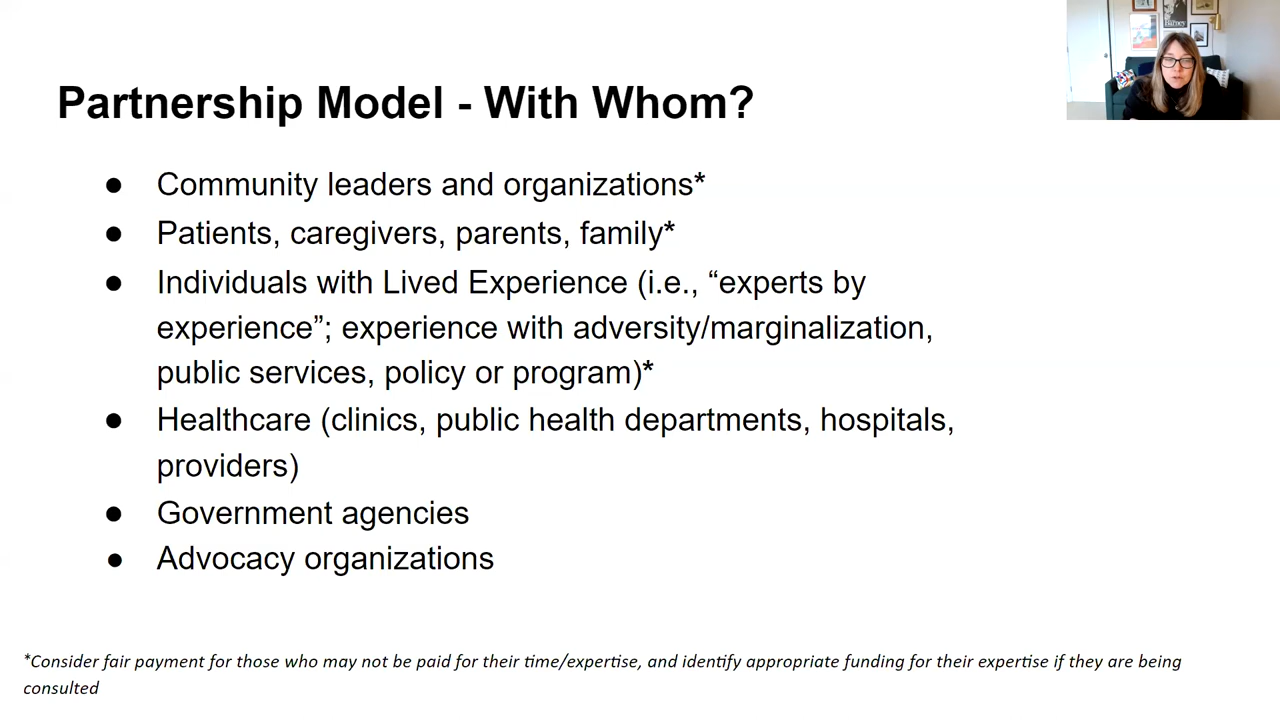 Partnership Model - With Whom?
● Community leaders and organizations*
● Patients, caregivers, parents, family*
● Individuals with Lived Experience (i.e., “experts by
experience”; experience with adversity/marginalization,
public services, policy or program)*
● Healthcare (clinics, public health departments, hospitals,
providers)
● Government agencies
● Advocacy organizations
*Consider fair payment for those who may not be paid for their time/expertise, and identify appropriate funding for their expertise if they are being
consulted